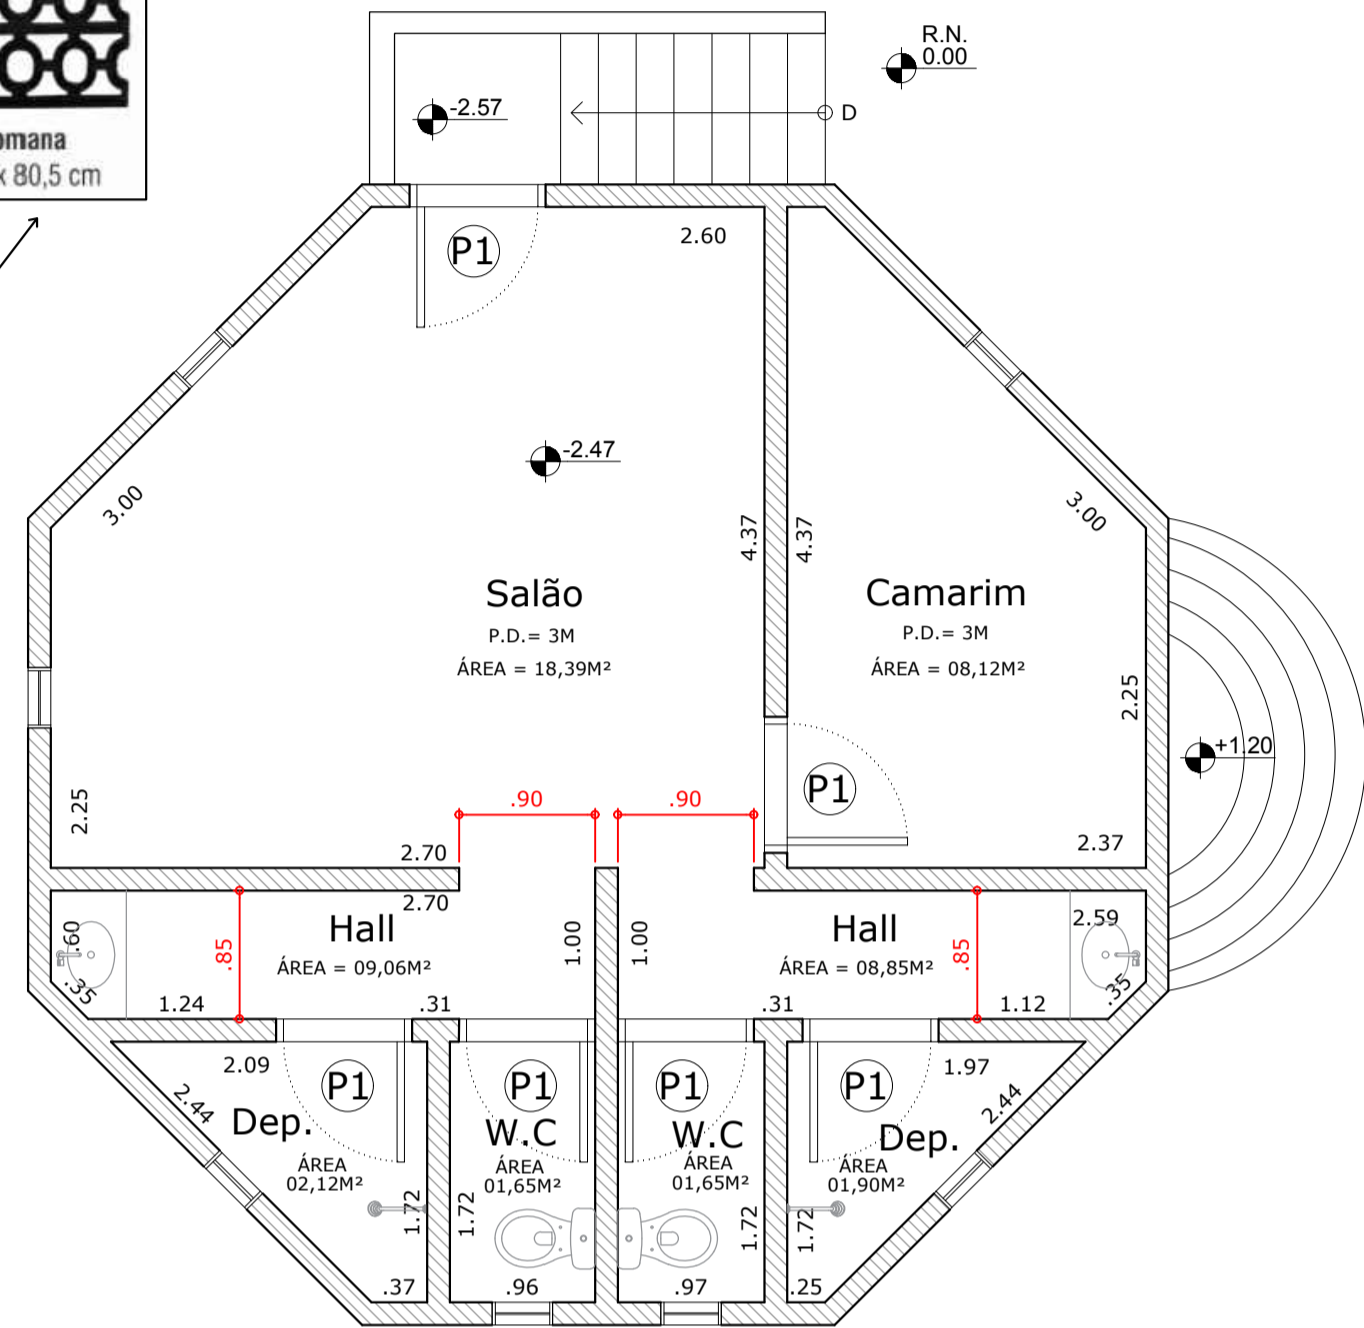 R.N.
0.00
-2.57
D
80,5 cm
P1
2.60
-2.47
3.00
3.00
4.37
4.37
Salão
P.D.= 3M
ÁREA = 18,39M²
Camarim
P.D.= 3M
ÁREA = 08,12M²
2.25
+1.20
2.25
.90
.90
P1
2.70
2.37
2.70
.60
Hall
ÁREA = 09,06M²
.85
1.00
1.00
Hall
ÁREA = 08,85M²
.85
2.59
.35
1.24
.31
.31
1.12
.35
2.09
P1
P1
P1
P1
1.97
2.44
Dep.
ÁREA
02,12M²
W.C
ÁREA
01,65M²
W.C
ÁREA
01,65M²
Dep.
ÁREA
01,90M²
2.44
1.72
1.72
1.72
1.72
.37
.96
.97
.25